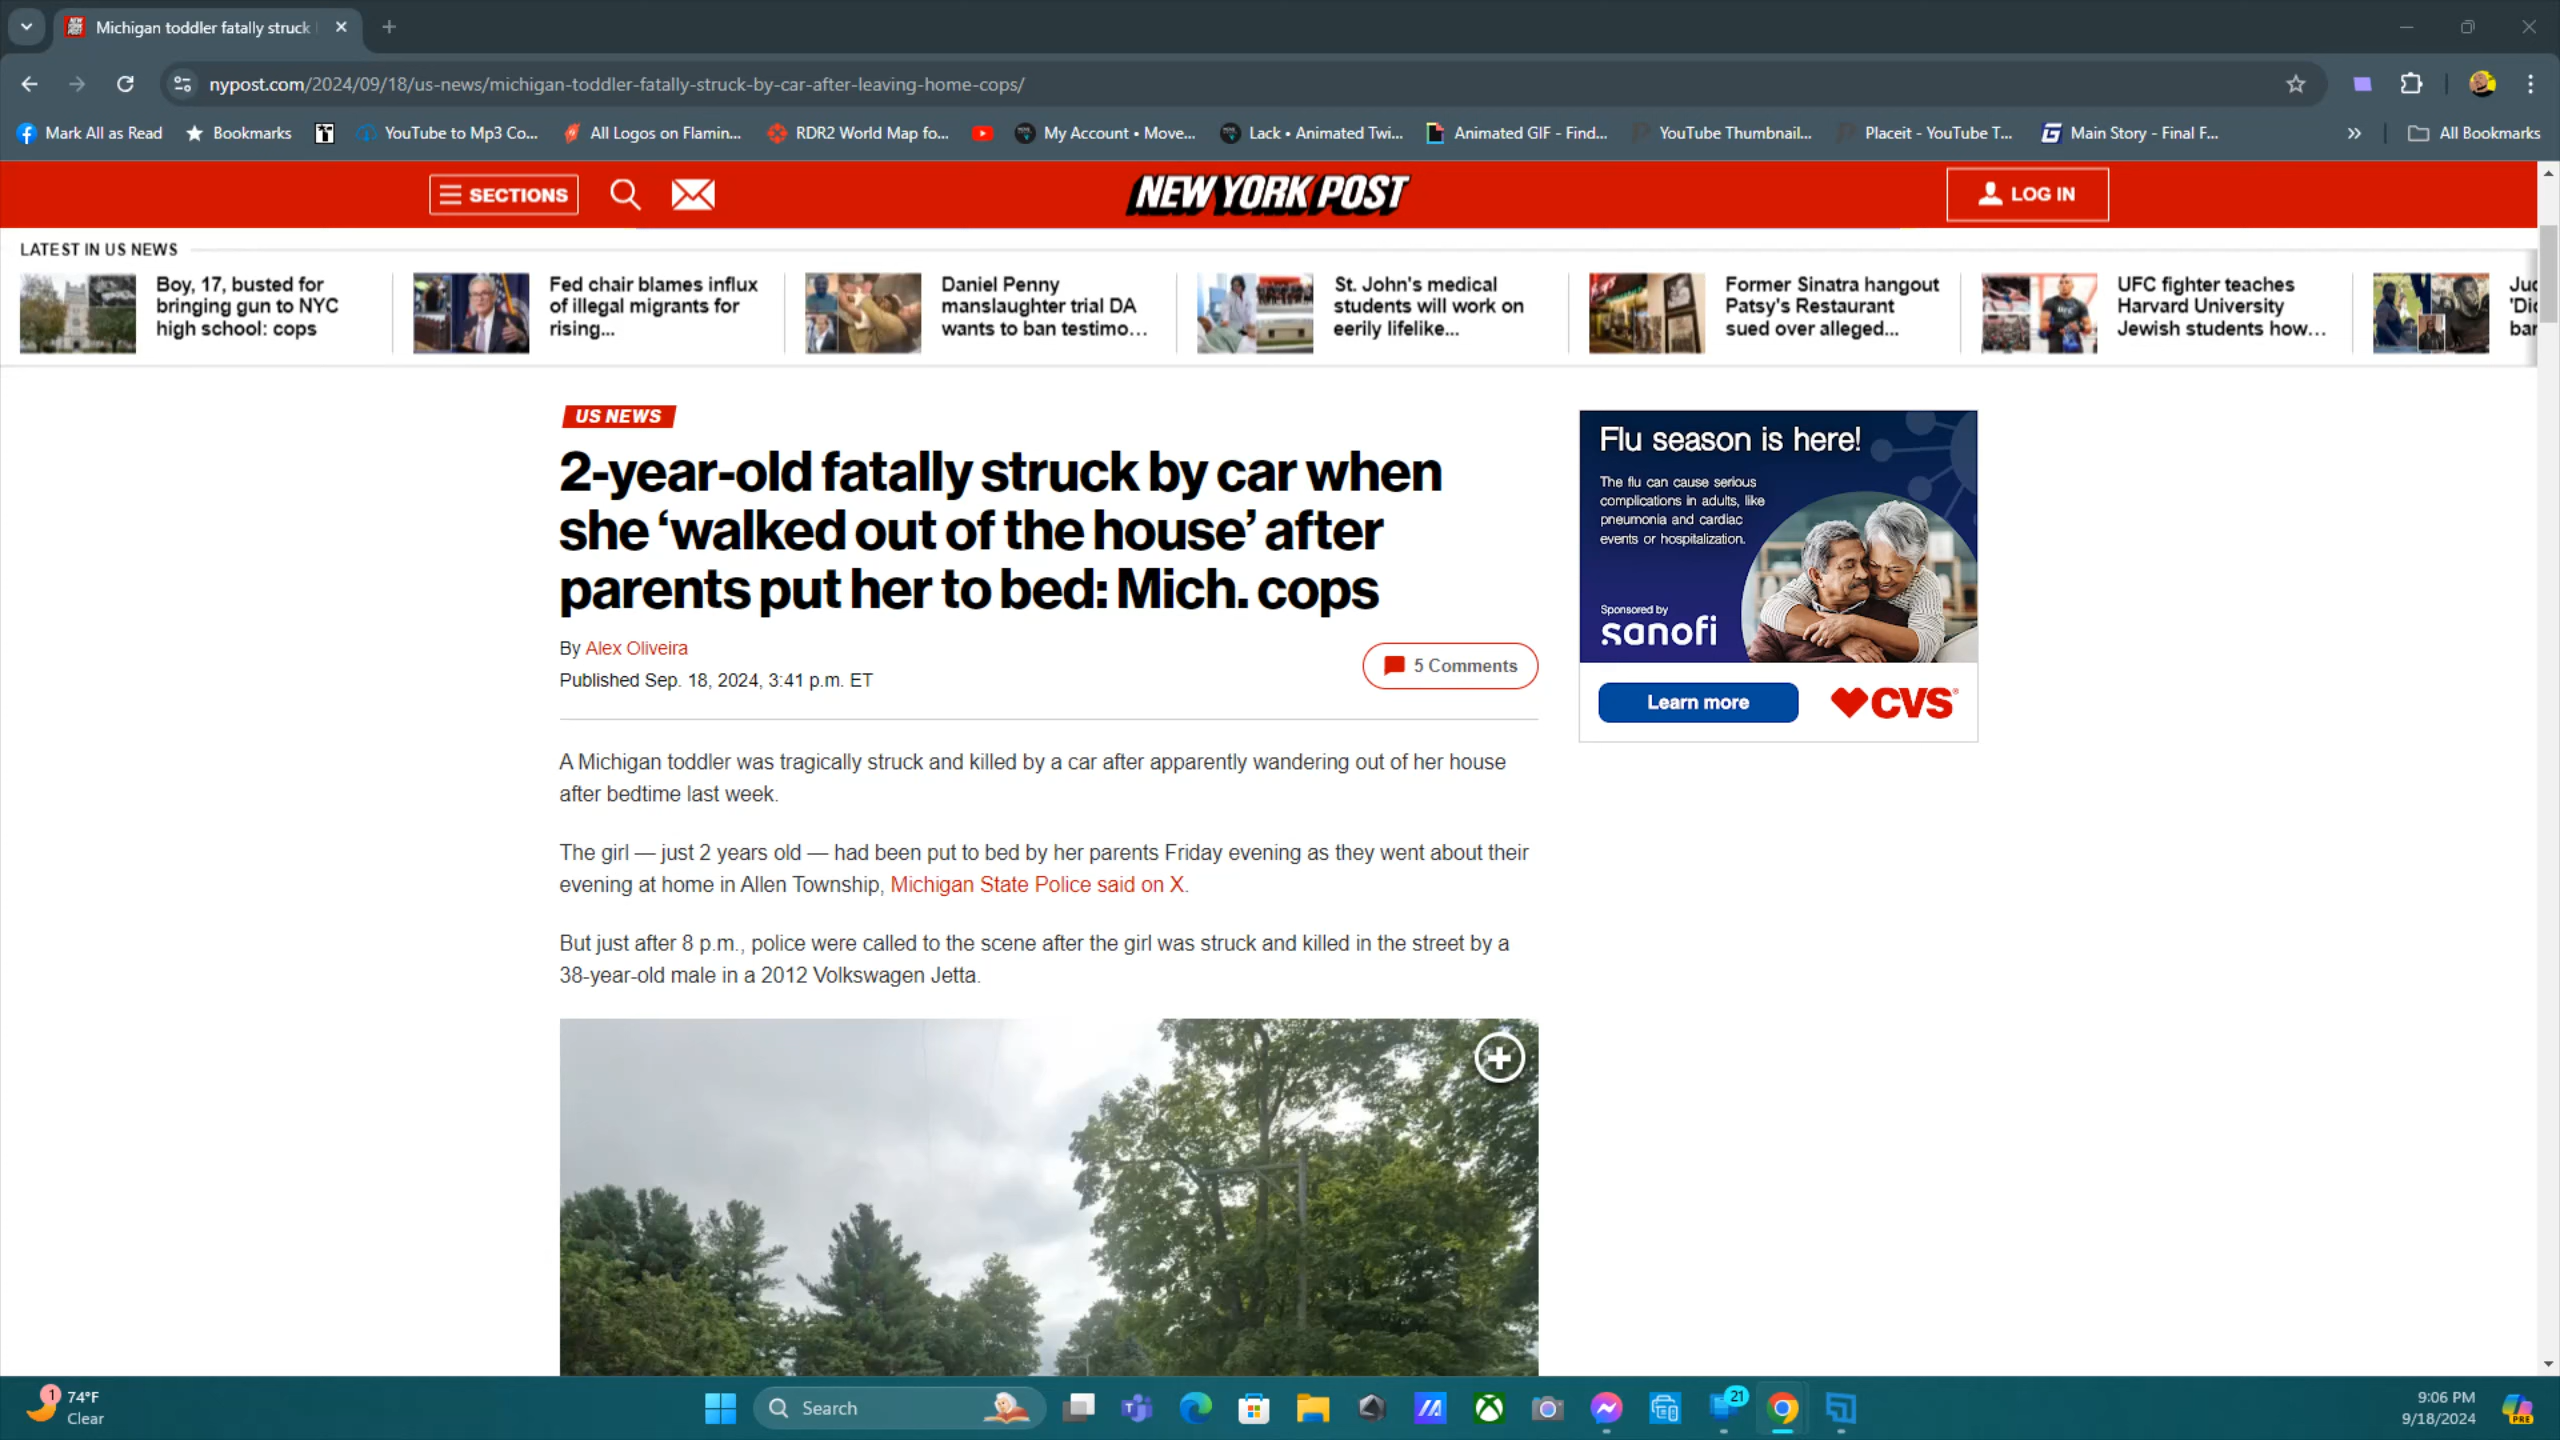 Michigan toddler fatally struck
nypost.com/2024/09/18/us-news/michigan-toddler-fatally-struck-by-car-after-leaving-home-cops/
Mark All as Read
Bookmarks
YouTube to Mp3 Co...
All Logos on Flamin...
RDR2 World Map fo...
My Account • Move...
Lack • Animated Twi...
Animated GIF - Find...
YouTube Thumbnail...
Placeit - YouTube T...
Main Story - Final F...
All Bookmarks
SECTIONS
NEW YORK POST
LOG IN
LATEST IN US NEWS
Boy, 17, busted for
bringing gun to NYC
high school: cops
Fed chair blames influx
of illegal migrants for
rising...
Daniel Penny
manslaughter trial DA
wants to ban testimo...
St. John's medical
students will work on
eerily lifelike...
Former Sinatra hangout
Patsy's Restaurant
sued over alleged...
UFC fighter teaches
Harvard University
Jewish students how...
US NEWS
2-year-old fatally struck by car when
she ‘walked out of the house’ after
parents put her to bed: Mich. cops
By Alex Oliveira
Published Sep. 18, 2024, 3:41 p.m. ET
5 Comments
A Michigan toddler was tragically struck and killed by a car after apparently wandering out of her house
after bedtime last week.
The girl — just 2 years old — had been put to bed by her parents Friday evening as they went about their
evening at home in Allen Township, Michigan State Police said on X.
But just after 8 p.m., police were called to the scene after the girl was struck and killed in the street by a
38-year-old male in a 2012 Volkswagen Jetta.
Flu season is here!
The flu can cause serious
complications in adults, like
pneumonia and cardiac
events or hospitalization.
Sponsored by
sanofi
Learn more
CVS
1
74°F
Clear
Search
21
9:06 PM
9/18/2024
PRE